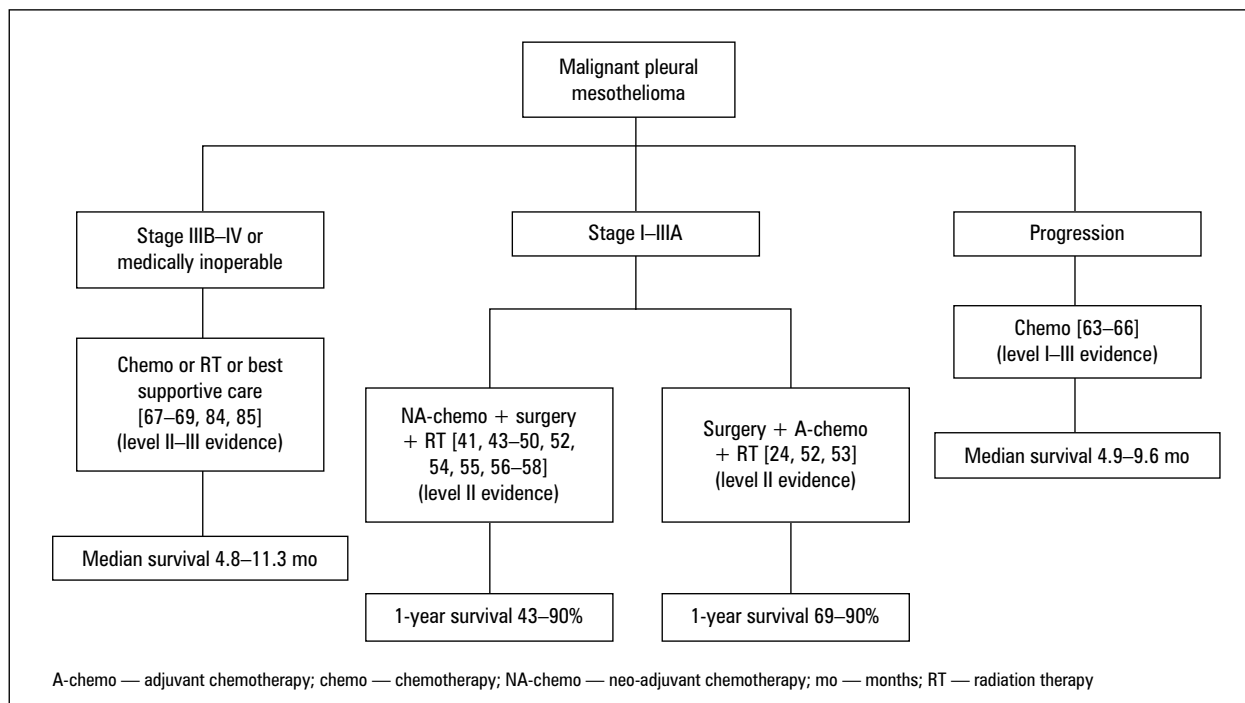 Malignant pleural
mesothelioma
Stage IIIB–IV or
medically inoperable
Stage I–IIIA
Progression
Chemo or RT or best
supportive care
[67–69, 84, 85]
(level II–III evidence)
NA-chemo + surgery
+ RT [41, 43–50, 52,
54, 55, 56–58]
(level II evidence)
Surgery + A-chemo
+ RT [24, 52, 53]
(level II evidence)
Chemo [63–66]
(level I–III evidence)
Median survival 4.9–9.6 mo
Median survival 4.8–11.3 mo
1-year survival 43–90%
1-year survival 69–90%
A-chemo — adjuvant chemotherapy; chemo — chemotherapy; NA-chemo — neo-adjuvant chemotherapy; mo — months; RT — radiation therapy